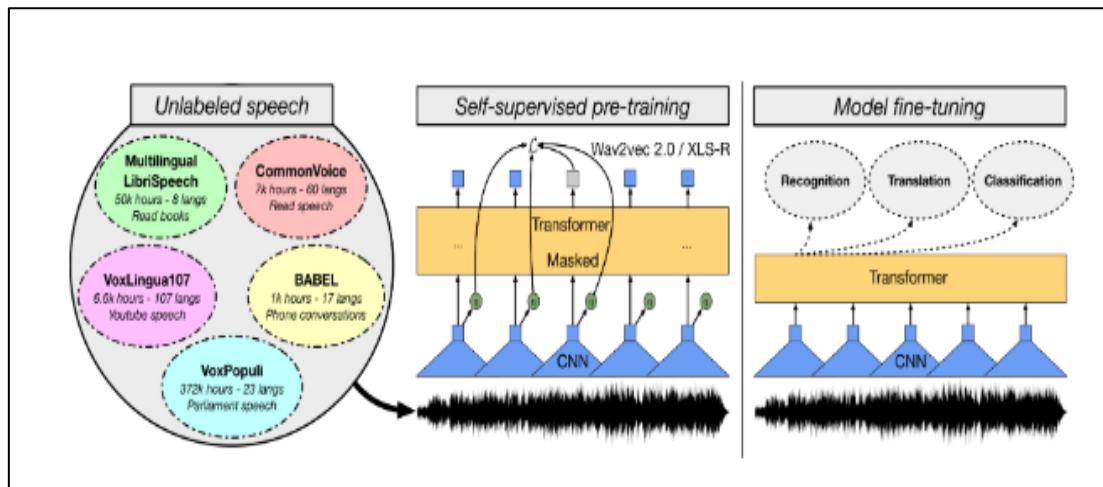 Unlabeled speech
Multilingual
LibriSpeech
50k hours - 8 langs
Read books
CommonVoice
7k hours - 60 langs
Read speech
VoxLingua107
6.6k hours - 107 langs
Youtube speech
BABEL
1k hours - 17 langs
Phone conversations
VoxPopuli
372k hours - 23 langs
Parliament speech
Self-supervised pre-training
Wav2vec 2.0 / XLS-R
L
...
Transformer
...
Masked
q
q
q
q
q
CNN
Model fine-tuning
Recognition
Translation
Classification
Transformer
CNN